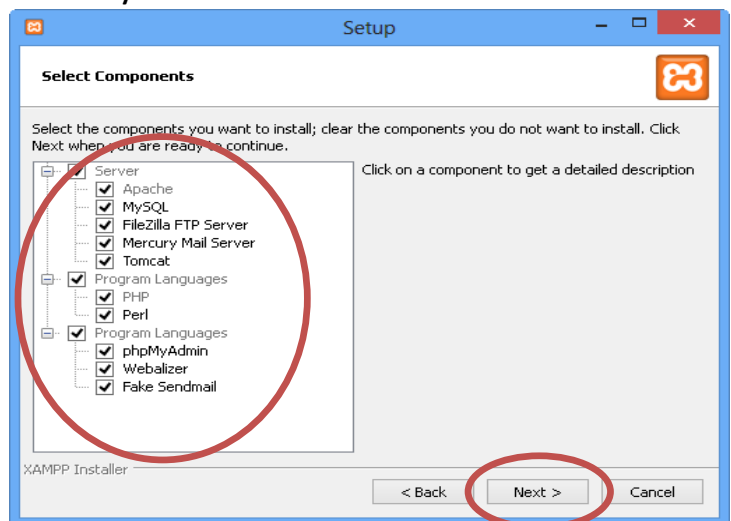 Setup
Select Components
Select the components you want to install; clear the components you do not want to install. Click
Next when you are ready to continue.
Server
Apache
MySQL
FileZilla FTP Server
Mercury Mail Server
Tomcat
Program Languages
PHP
Perl
Program Languages
phpMyAdmin
Webalizer
Fake Sendmail
Click on a component to get a detailed description
XAMPP Installer
< Back
Next >
Cancel